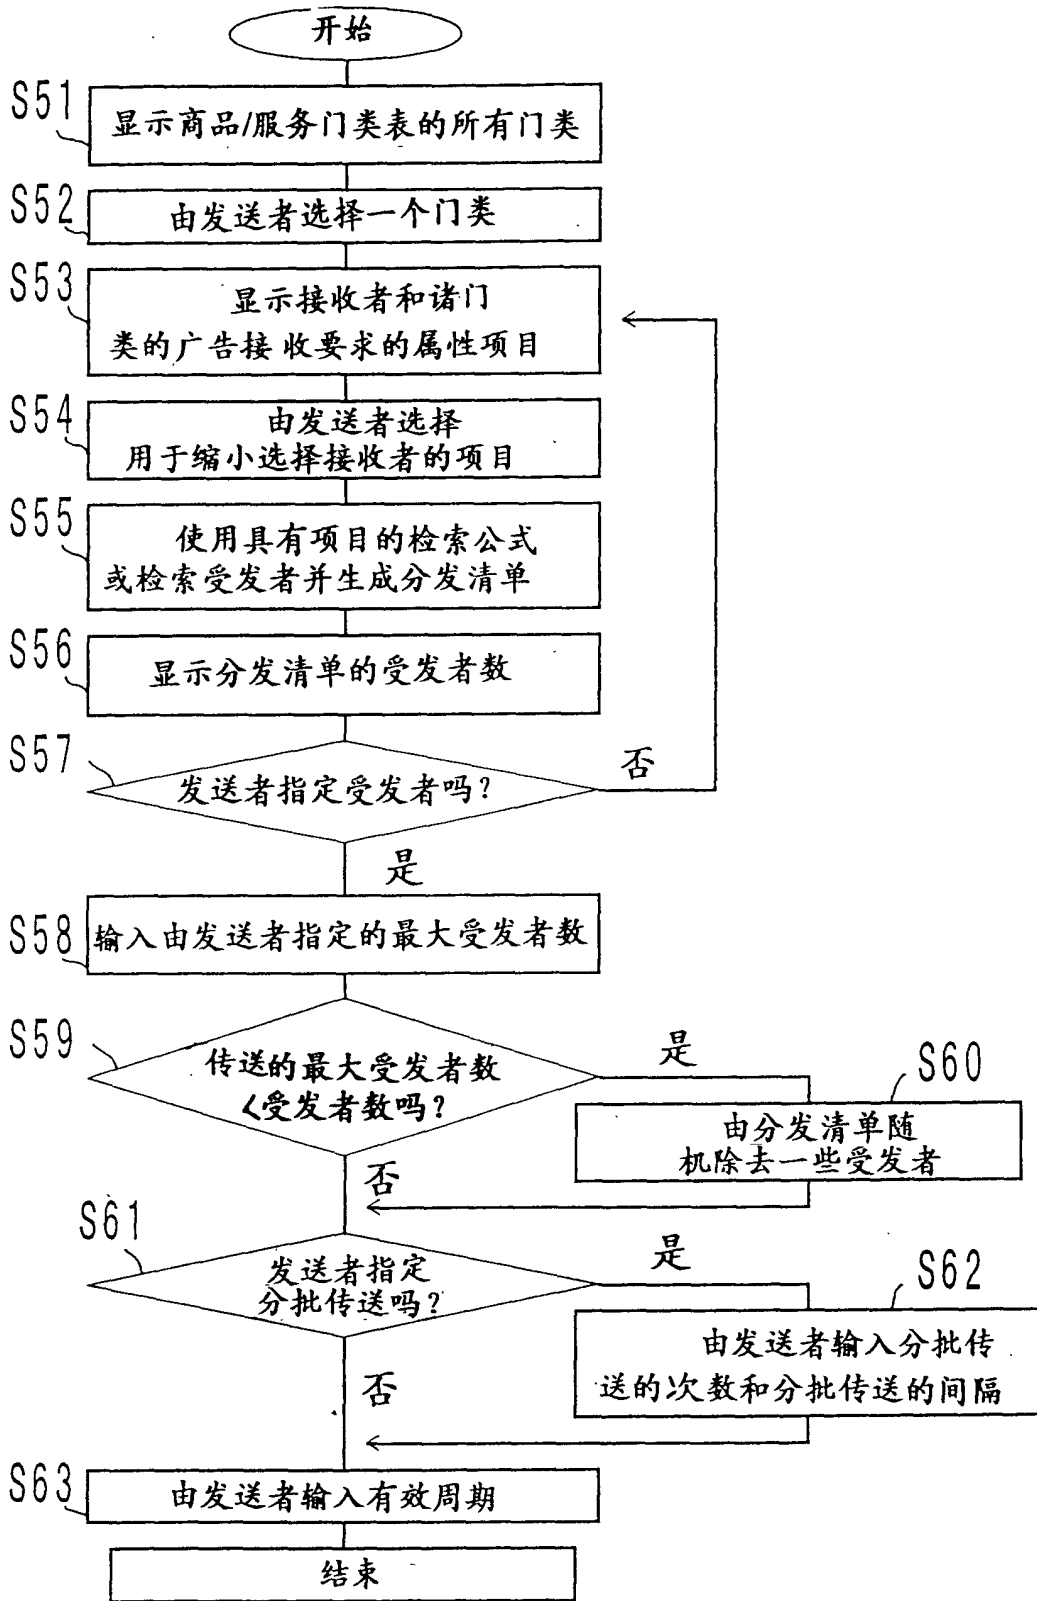 开始
S51
显示商品/服务门类表的所有门类
S52
由发送者选择一个门类
S53
显示接收者和诸门
类的广告接收要求的属性项目
S54
由发送者选择
用于缩小选择接收者的项目
S55
使用具有项目的检索公式
或检索受发者并生成分发清单
S56
显示分发清单的受发者数
S57
发送者指定受发者吗?
否
是
S58
输入由发送者指定的最大受发者数
S59
传送的最大受发者数
<受发者数吗?
是
S60
由分发清单随
机除去一些受发者
否
S61
发送者指定
分批传送吗?
是
S62
由发送者输入分批传
送的次数和分批传送的间隔
否
S63
由发送者输入有效周期
结束